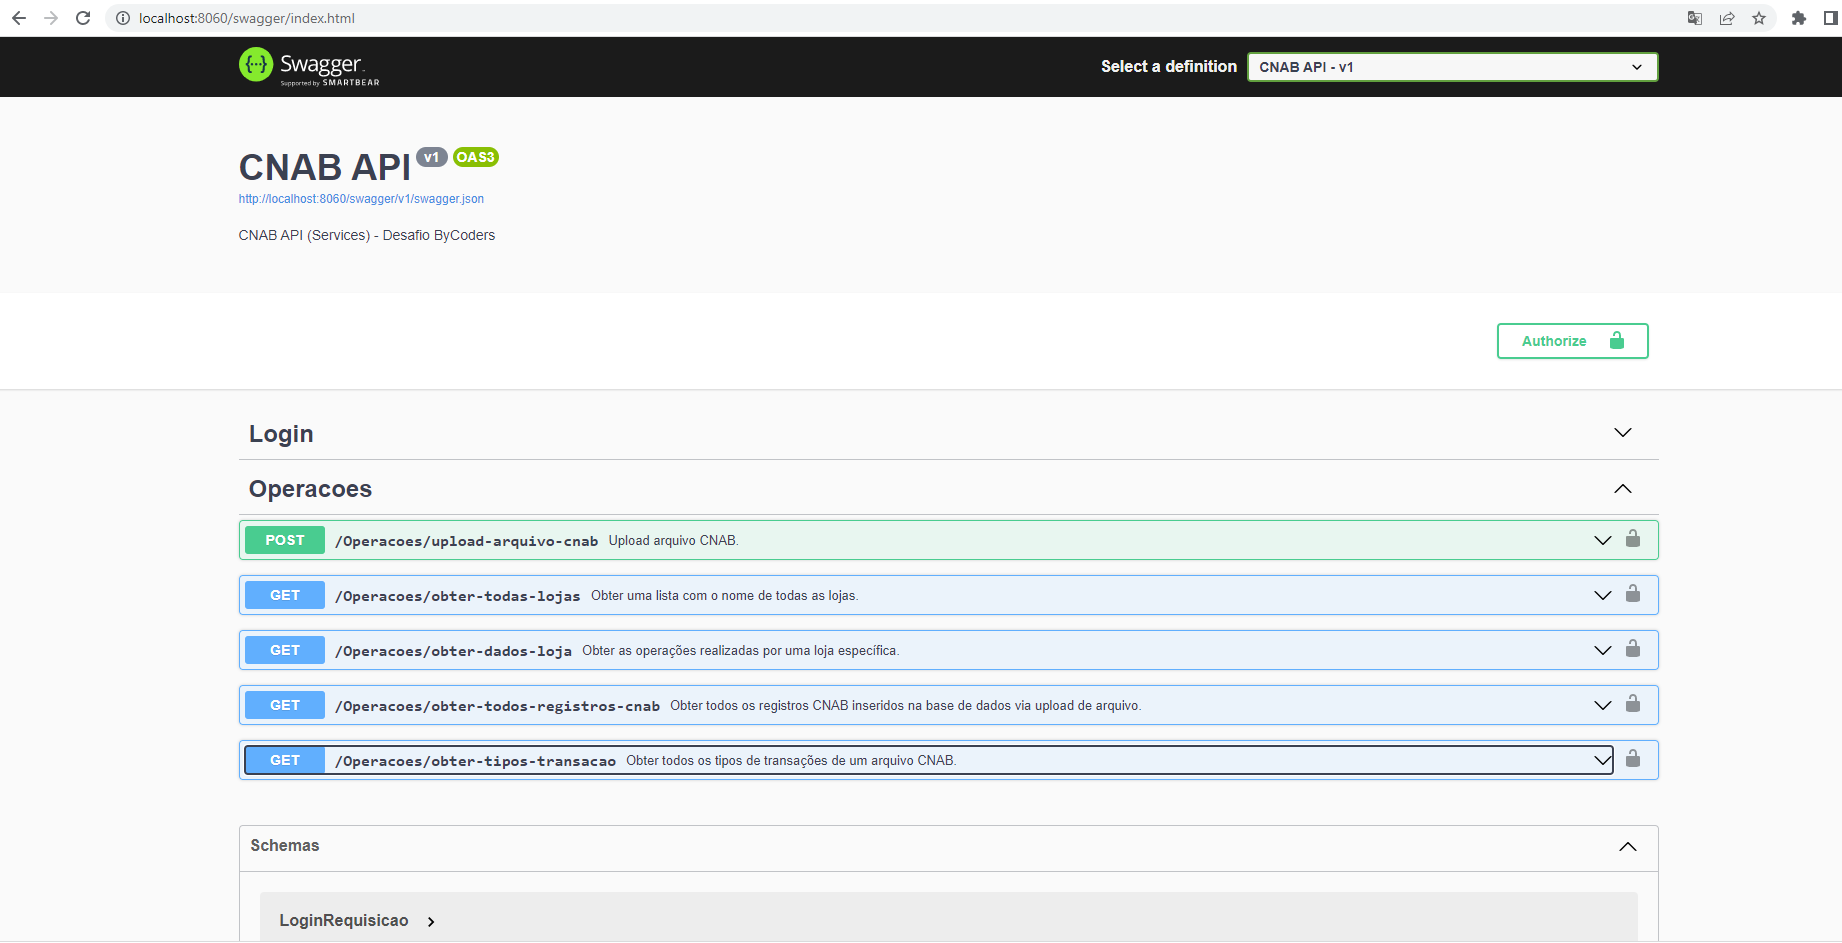 localhost:8060/swagger/index.html
Swagger
Supported by SMARTBEAR
Select a definition
CNAB API - v1
CNAB API v1 OAS3
http://localhost:8060/swagger/v1/swagger.json
CNAB API (Services) - Desafio ByCoders
Authorize
Login
Operacoes
POST /Operacoes/upload-arquivo-cnab Upload arquivo CNAB.
GET /Operacoes/obter-todas-lojas Obter uma lista com o nome de todas as lojas.
GET /Operacoes/obter-dados-loja Obter as operações realizadas por uma loja específica.
GET /Operacoes/obter-todos-registros-cnab Obter todos os registros CNAB inseridos na base de dados via upload de arquivo.
GET /Operacoes/obter-tipos-transacao Obter todos os tipos de transações de um arquivo CNAB.
Schemas
LoginRequisicao